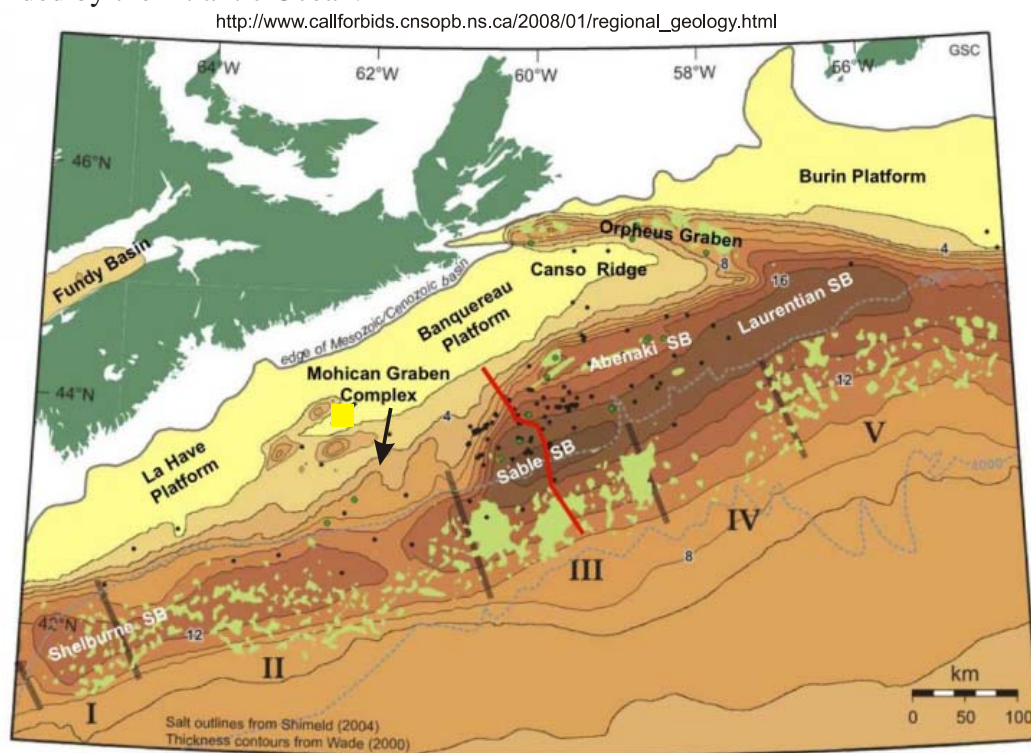 http://www.callforbids.cnsopb.ns.ca/2008/01/regional_geology.html
64°W
62°W
60°W
58°W
56°W
GSC
46°N
Burin Platform
Fundy Basin
Orpheus Graben
4
8
Canso Ridge
16
edge of Mesozoic/Cenozoic basin
Banquereau
Platform
Laurentian SB
Abenaki SB
44°N
Mohican Graben
Complex
12
4
V
La Have
Platform
Sable SB
IV
III
8
42°N
Shelburne SB
12
II
I
km
0 50 100
Salt outlines from Shimeld (2004)
Thickness contours from Wade (2000)